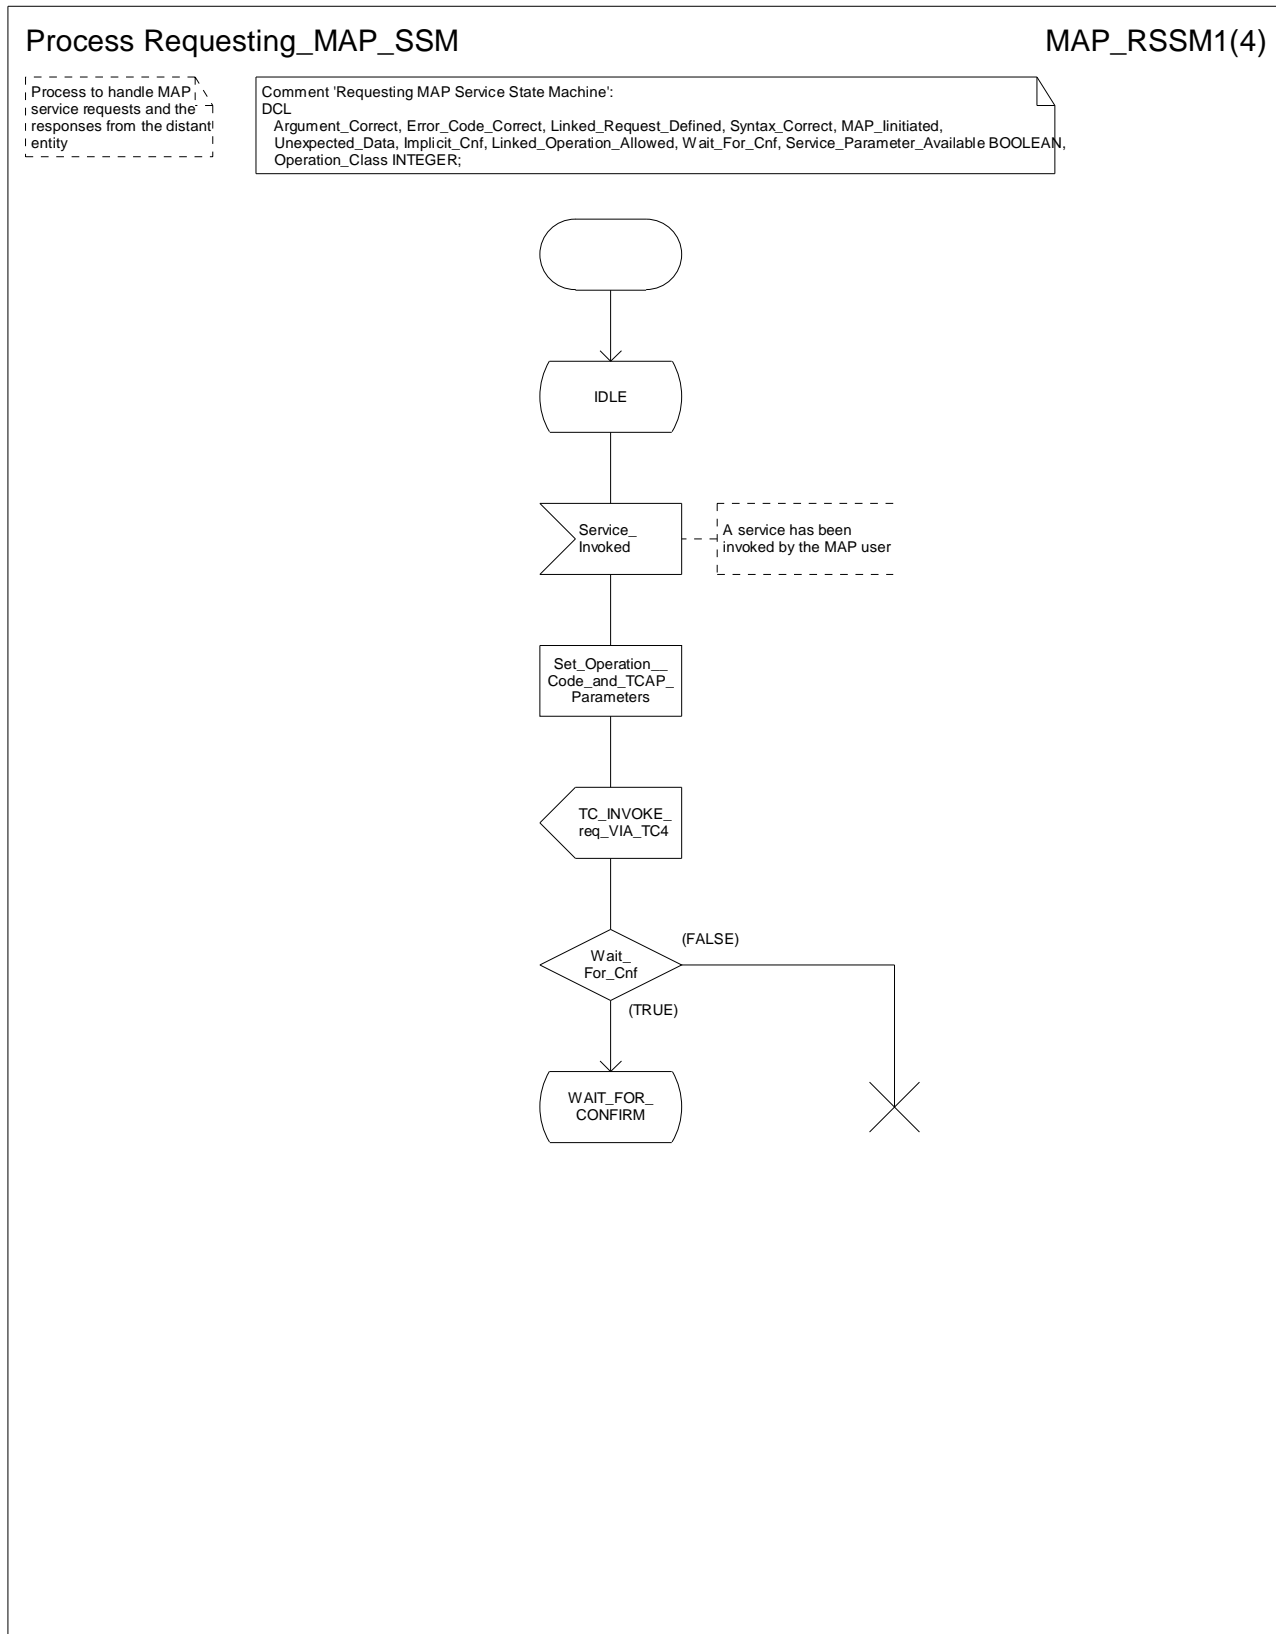 Process Requesting_MAP_SSM
MAP_RSSM1(4)
Process to handle MAP
service requests and the
responses from the distant
entity
Comment 'Requesting MAP Service State Machine':
DCL
Argument_Correct, Error_Code_Correct, Linked_Request_Defined, Syntax_Correct, MAP_Iinitiated,
Unexpected_Data, Implicit_Cnf, Linked_Operation_Allowed, Wait_For_Cnf, Service_Parameter_Available BOOLEAN,
Operation_Class INTEGER;
IDLE
Service_
Invoked
A service has been
invoked by the MAP user
Set_Operation__
Code_and_TCAP_
Parameters
TC_INVOKE_
req_VIA_TC4
Wait_
For_Cnf
(FALSE)
(TRUE)
WAIT_FOR_
CONFIRM